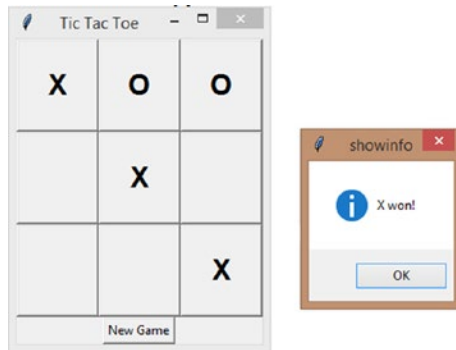 Tic Tac Toe
X O O
X
X
New Game
showinfo
X won!
OK